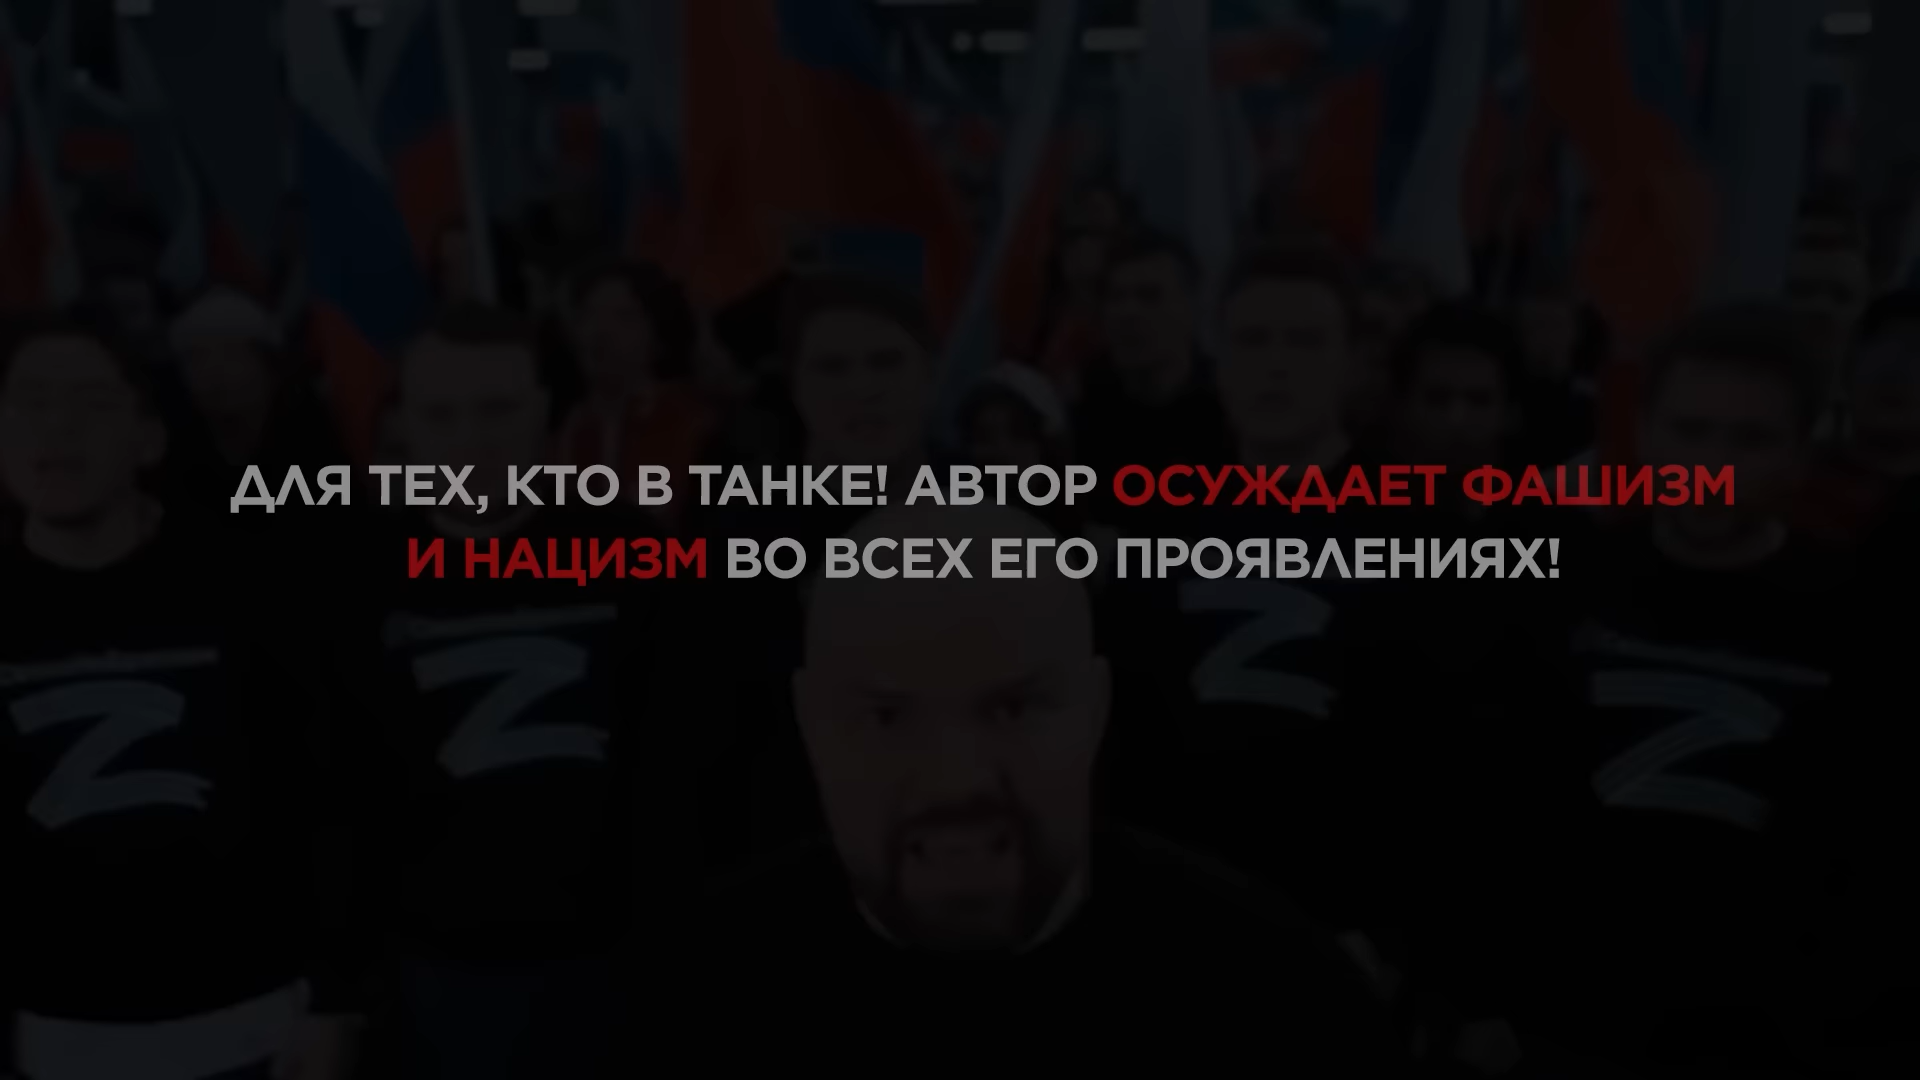 ДЛЯ ТЕХ, КТО В ТАНКЕ! АВТОР ОСУЖДАЕТ ФАШИЗМ
И НАЦИЗМ ВО ВСЕХ ЕГО ПРОЯВЛЕНИЯХ!
Z Z Z Z